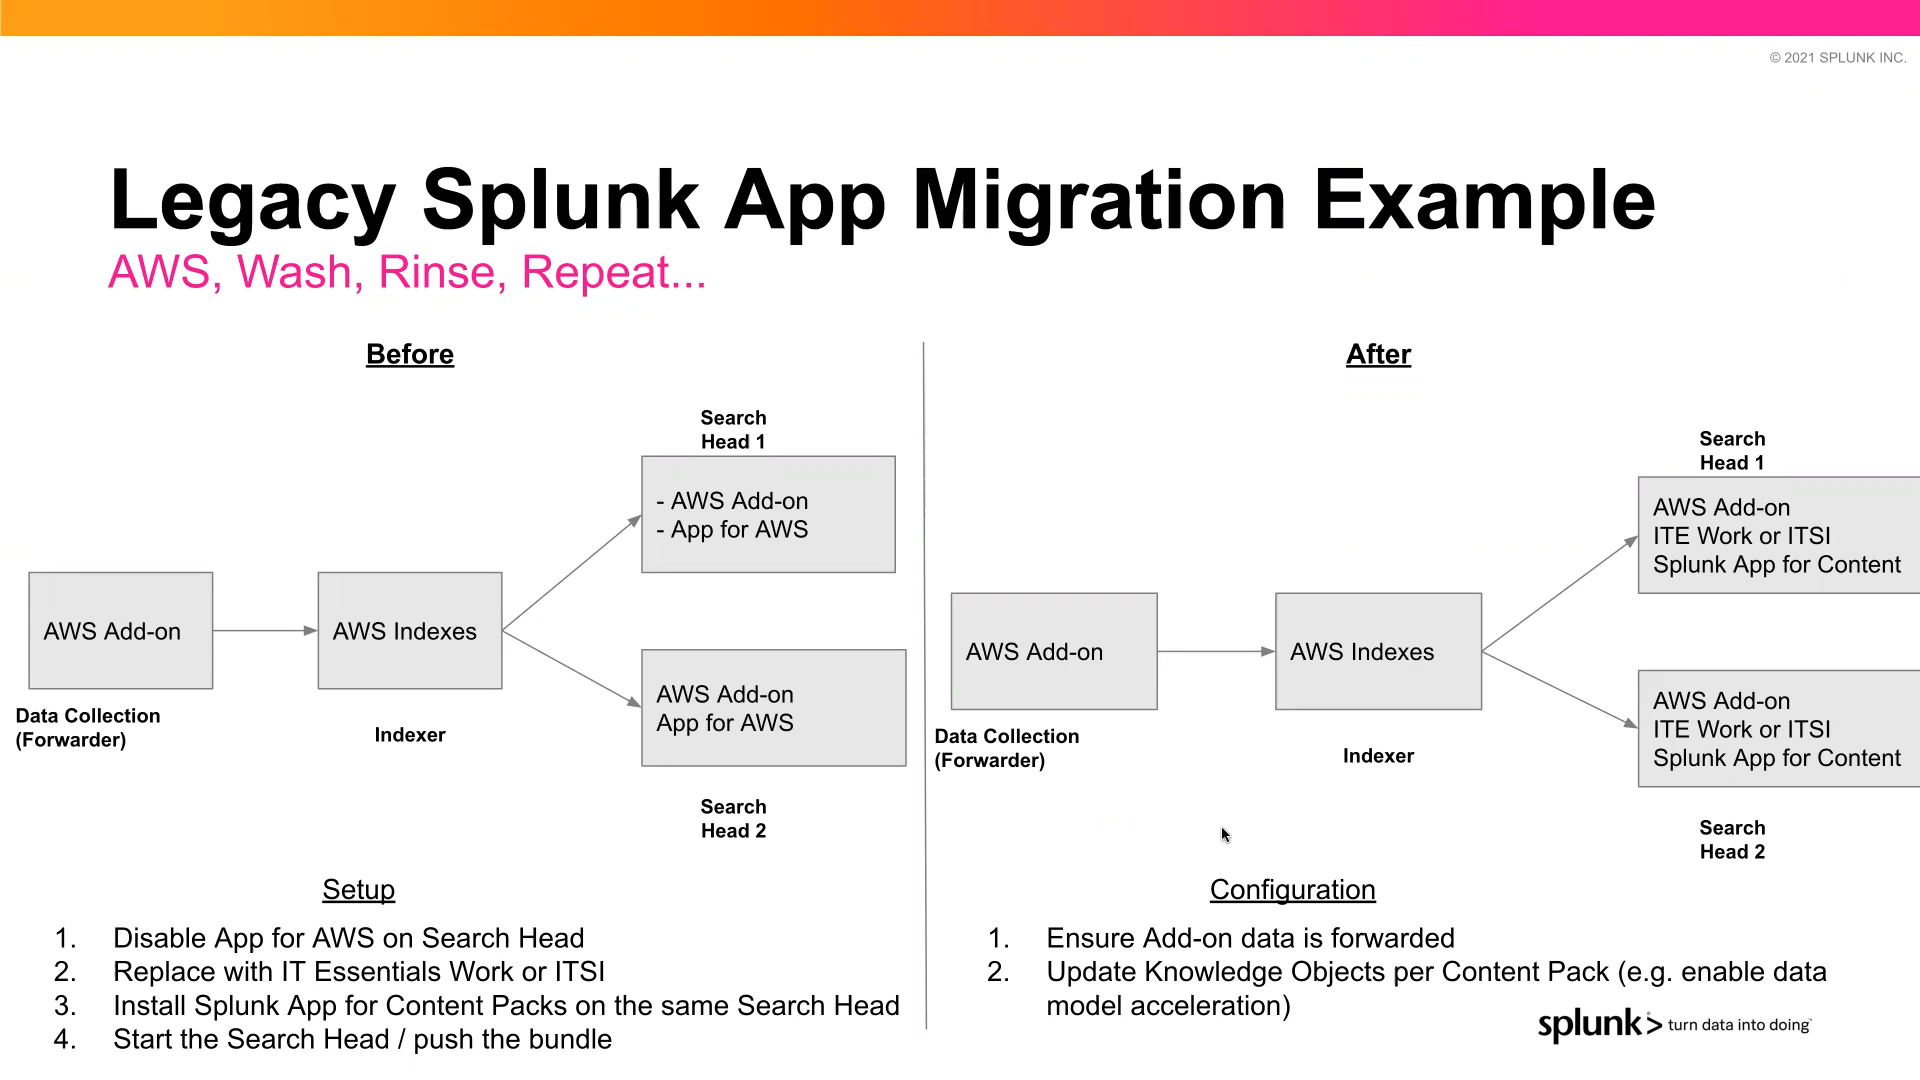 © 2021 SPLUNK INC.
Legacy Splunk App Migration Example
AWS, Wash, Rinse, Repeat...
Before
Search
Head 1
- AWS Add-on
- App for AWS
AWS Add-on
AWS Indexes
AWS Add-on
App for AWS
Data Collection
(Forwarder)
Indexer
Search
Head 2
Setup
1. Disable App for AWS on Search Head
2. Replace with IT Essentials Work or ITSI
3. Install Splunk App for Content Packs on the same Search Head
4. Start the Search Head / push the bundle
After
Search
Head 1
AWS Add-on
ITE Work or ITSI
Splunk App for Content
AWS Add-on
AWS Indexes
AWS Add-on
ITE Work or ITSI
Splunk App for Content
Data Collection
(Forwarder)
Indexer
Search
Head 2
Configuration
1. Ensure Add-on data is forwarded
2. Update Knowledge Objects per Content Pack (e.g. enable data
model acceleration)
splunk> turn data into doing™